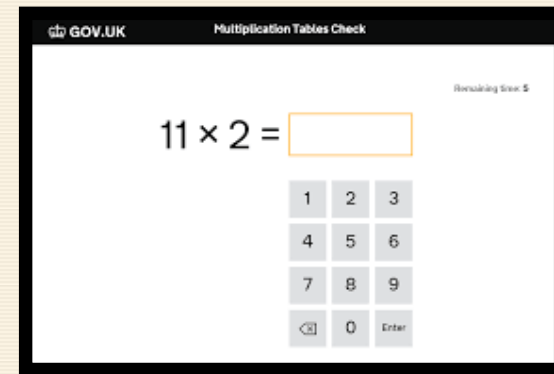 GOV.UK Multiplication Tables Check
Remaining time: 5
11 × 2 =
1 2 3
4 5 6
7 8 9
0 Enter